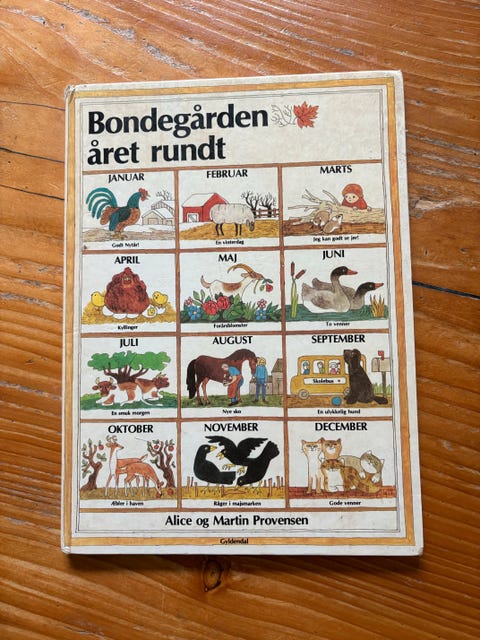 Bondegården
året rundt
JANUAR
Godt Nytår!
FEBRUAR
En vinterdag
MARTS
Jeg kan godt se jer!
APRIL
Kyllinger
MAJ
Forårsblomster
JUNI
To venner
JULI
En smuk morgen
AUGUST
Nye sko
SEPTEMBER
Skolebus
En ulykkelig hund
OKTOBER
Æbler i haven
NOVEMBER
Råger i majsmarken
DECEMBER
Gode venner
Alice og Martin Provensen
Gyldendal